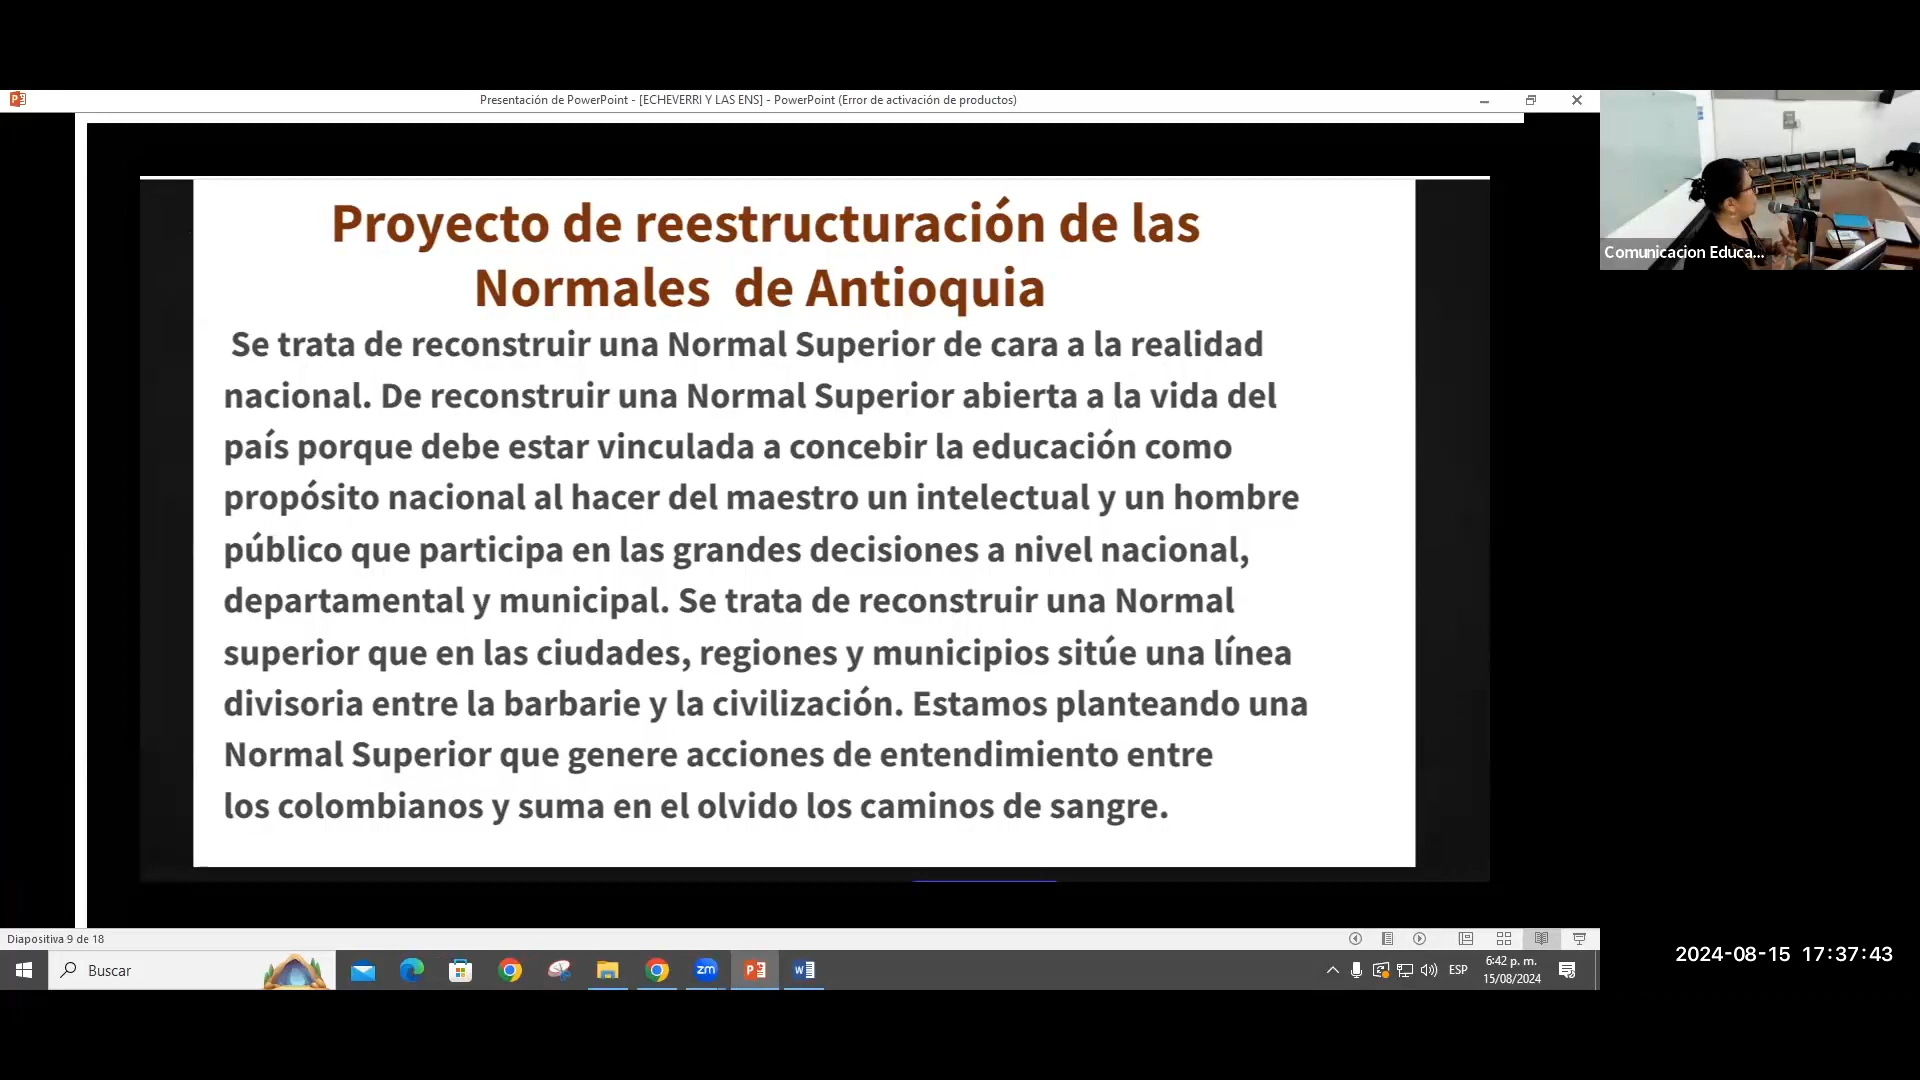 Presentación de PowerPoint - [ECHEVERRI Y LAS ENS] - PowerPoint (Error de activación de productos)
Proyecto de reestructuración de las
Normales de Antioquia
Se trata de reconstruir una Normal Superior de cara a la realidad
nacional. De reconstruir una Normal Superior abierta a la vida del
país porque debe estar vinculada a concebir la educación como
propósito nacional al hacer del maestro un intelectual y un hombre
público que participa en las grandes decisiones a nivel nacional,
departamental y municipal. Se trata de reconstruir una Normal
superior que en las ciudades, regiones y municipios sitúe una línea
divisoria entre la barbarie y la civilización. Estamos planteando una
Normal Superior que genere acciones de entendimiento entre
los colombianos y suma en el olvido los caminos de sangre.
Comunicacion Educa...
Diapositiva 9 de 18
Buscar
zm
ESP
6:42 p. m.
15/08/2024
2024-08-15 17:37:43